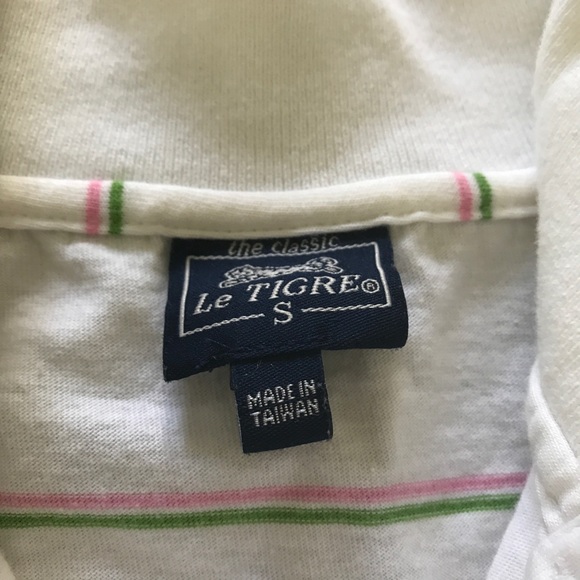 the classic
Le TIGRE®
S
MADE IN
TAIWAN